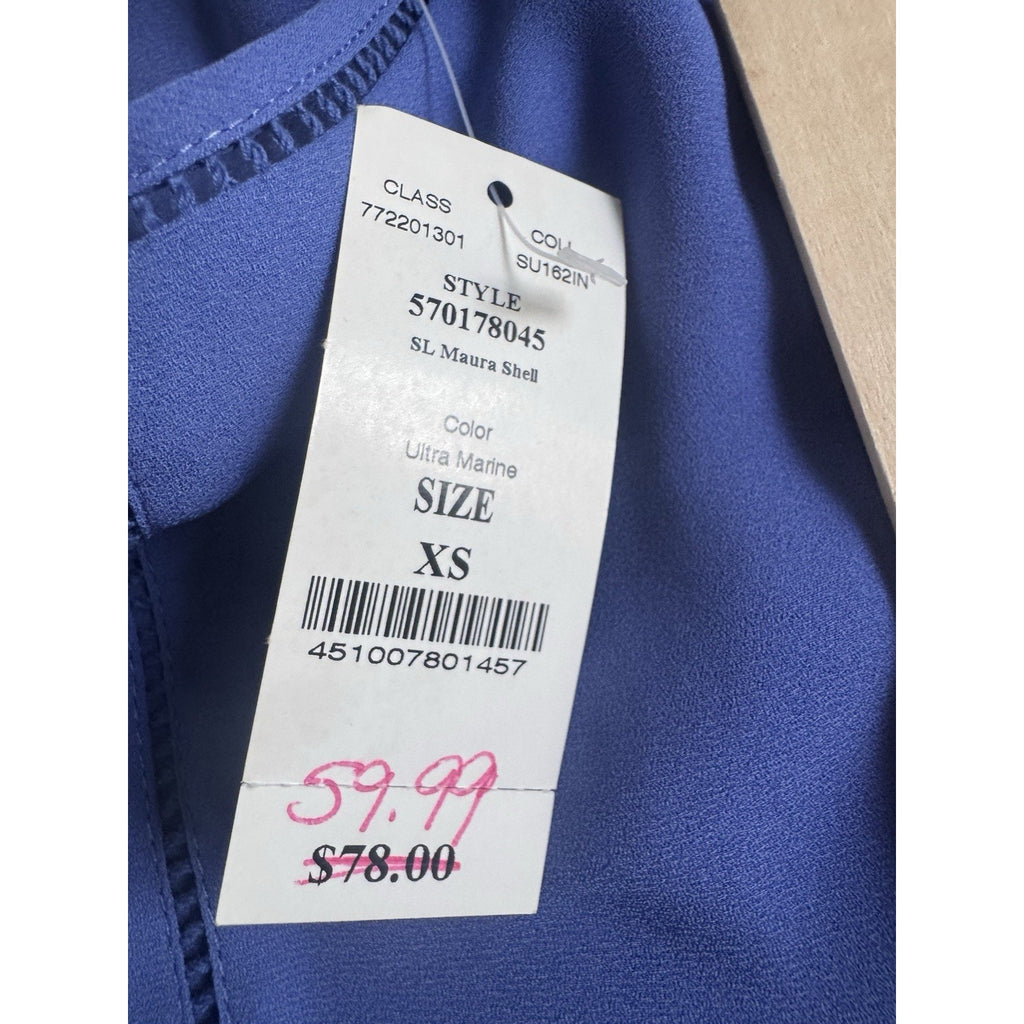 CLASS
772201301
SU162IN
STYLE
570178045
SL Maura Shell
Color
Ultra Marine
SIZE
XS
451007801457
59.99
$78.00